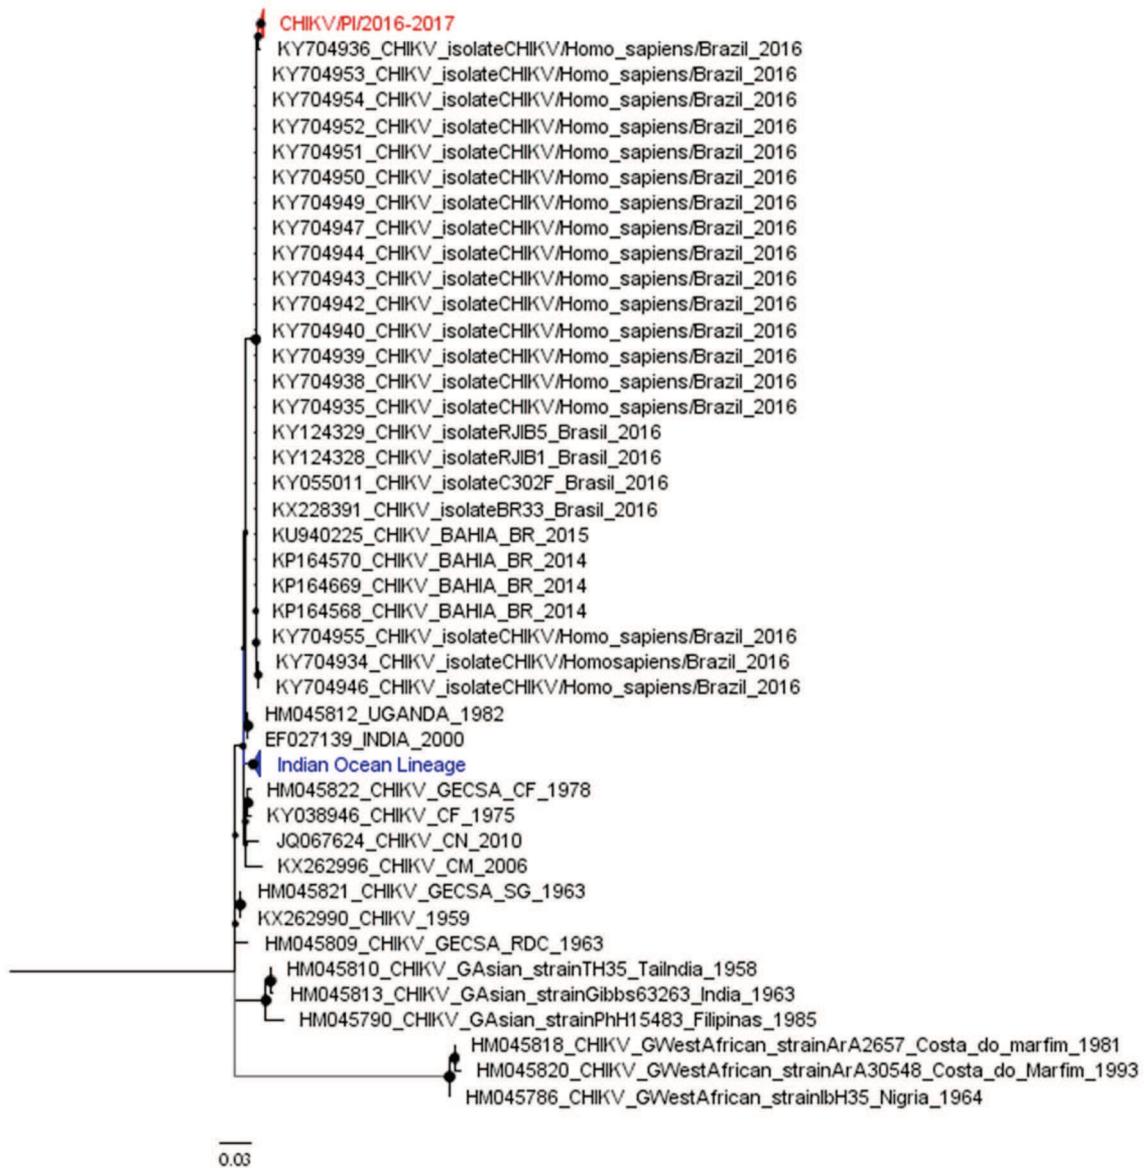 CHIKV/PI/2016-2017
KY704936_CHIKV_isolateCHIKV/Homo_sapiens/Brazil_2016
KY704953_CHIKV_isolateCHIKV/Homo_sapiens/Brazil_2016
KY704954_CHIKV_isolateCHIKV/Homo_sapiens/Brazil_2016
KY704952_CHIKV_isolateCHIKV/Homo_sapiens/Brazil_2016
KY704951_CHIKV_isolateCHIKV/Homo_sapiens/Brazil_2016
KY704950_CHIKV_isolateCHIKV/Homo_sapiens/Brazil_2016
KY704949_CHIKV_isolateCHIKV/Homo_sapiens/Brazil_2016
KY704947_CHIKV_isolateCHIKV/Homo_sapiens/Brazil_2016
KY704944_CHIKV_isolateCHIKV/Homo_sapiens/Brazil_2016
KY704943_CHIKV_isolateCHIKV/Homo_sapiens/Brazil_2016
KY704942_CHIKV_isolateCHIKV/Homo_sapiens/Brazil_2016
KY704940_CHIKV_isolateCHIKV/Homo_sapiens/Brazil_2016
KY704939_CHIKV_isolateCHIKV/Homo_sapiens/Brazil_2016
KY704938_CHIKV_isolateCHIKV/Homo_sapiens/Brazil_2016
KY704935_CHIKV_isolateCHIKV/Homo_sapiens/Brazil_2016
KY124329_CHIKV_isolateRJIB5_Brasil_2016
KY124328_CHIKV_isolateRJIB1_Brasil_2016
KY055011_CHIKV_isolateC302F_Brasil_2016
KX228391_CHIKV_isolateBR33_Brasil_2016
KU940225_CHIKV_BAHIA_BR_2015
KP164570_CHIKV_BAHIA_BR_2014
KP164669_CHIKV_BAHIA_BR_2014
KP164568_CHIKV_BAHIA_BR_2014
KY704955_CHIKV_isolateCHIKV/Homo_sapiens/Brazil_2016
KY704934_CHIKV_isolateCHIKV/Homosapiens/Brazil_2016
KY704946_CHIKV_isolateCHIKV/Homo_sapiens/Brazil_2016
HM045812_UGANDA_1982
EF027139_INDIA_2000
Indian Ocean Lineage
HM045822_CHIKV_GECSA_CF_1978
KY038946_CHIKV_CF_1975
JQ067624_CHIKV_CN_2010
KX262996_CHIKV_CM_2006
HM045821_CHIKV_GECSA_SG_1963
KX262990_CHIKV_1959
HM045809_CHIKV_GECSA_RDC_1963
HM045810_CHIKV_GAsian_strainTH35_Tailndia_1958
HM045813_CHIKV_GAsian_strainGibbs63263_India_1963
HM045790_CHIKV_GAsian_strainPhH15483_Filipinas_1985
HM045818_CHIKV_GWestAfrican_strainArA2657_Costa_do_marfim_1981
HM045820_CHIKV_GWestAfrican_strainArA30548_Costa_do_Marfim_1993
HM045786_CHIKV_GWestAfrican_strainIbH35_Nigria_1964
0.03